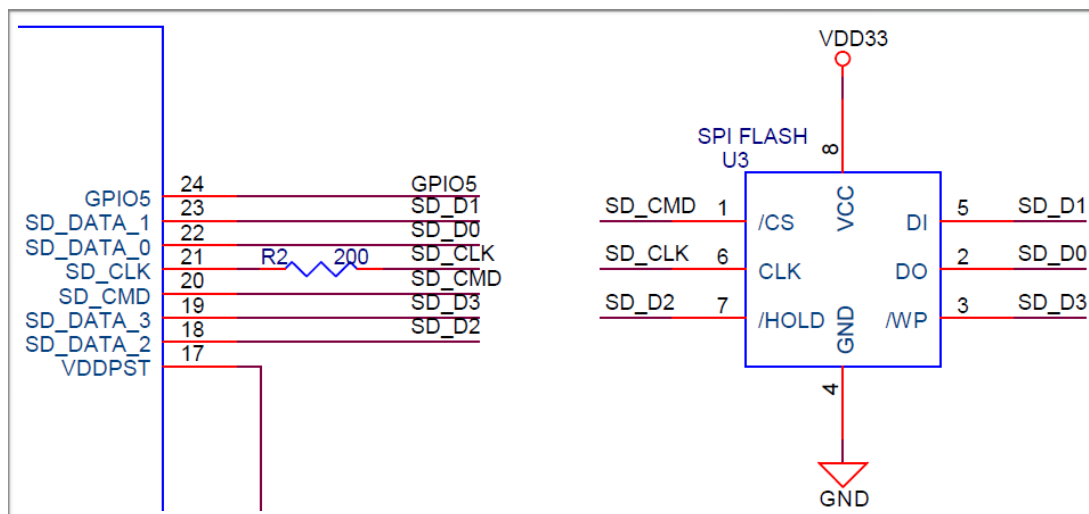 GPIO5 24 GPIO5
SD_DATA_1 23 SD_D1
SD_DATA_0 22 SD_D0
SD_CLK 21 R2 200 SD_CLK
SD_CMD 20 SD_CMD
SD_DATA_3 19 SD_D3
SD_DATA_2 18 SD_D2
VDDPST 17
VDD33
SPI FLASH
U3
8
VCC
SD_CMD 1 /CS DI 5 SD_D1
SD_CLK 6 CLK DO 2 SD_D0
SD_D2 7 /HOLD /WP 3 SD_D3
GND
4
GND